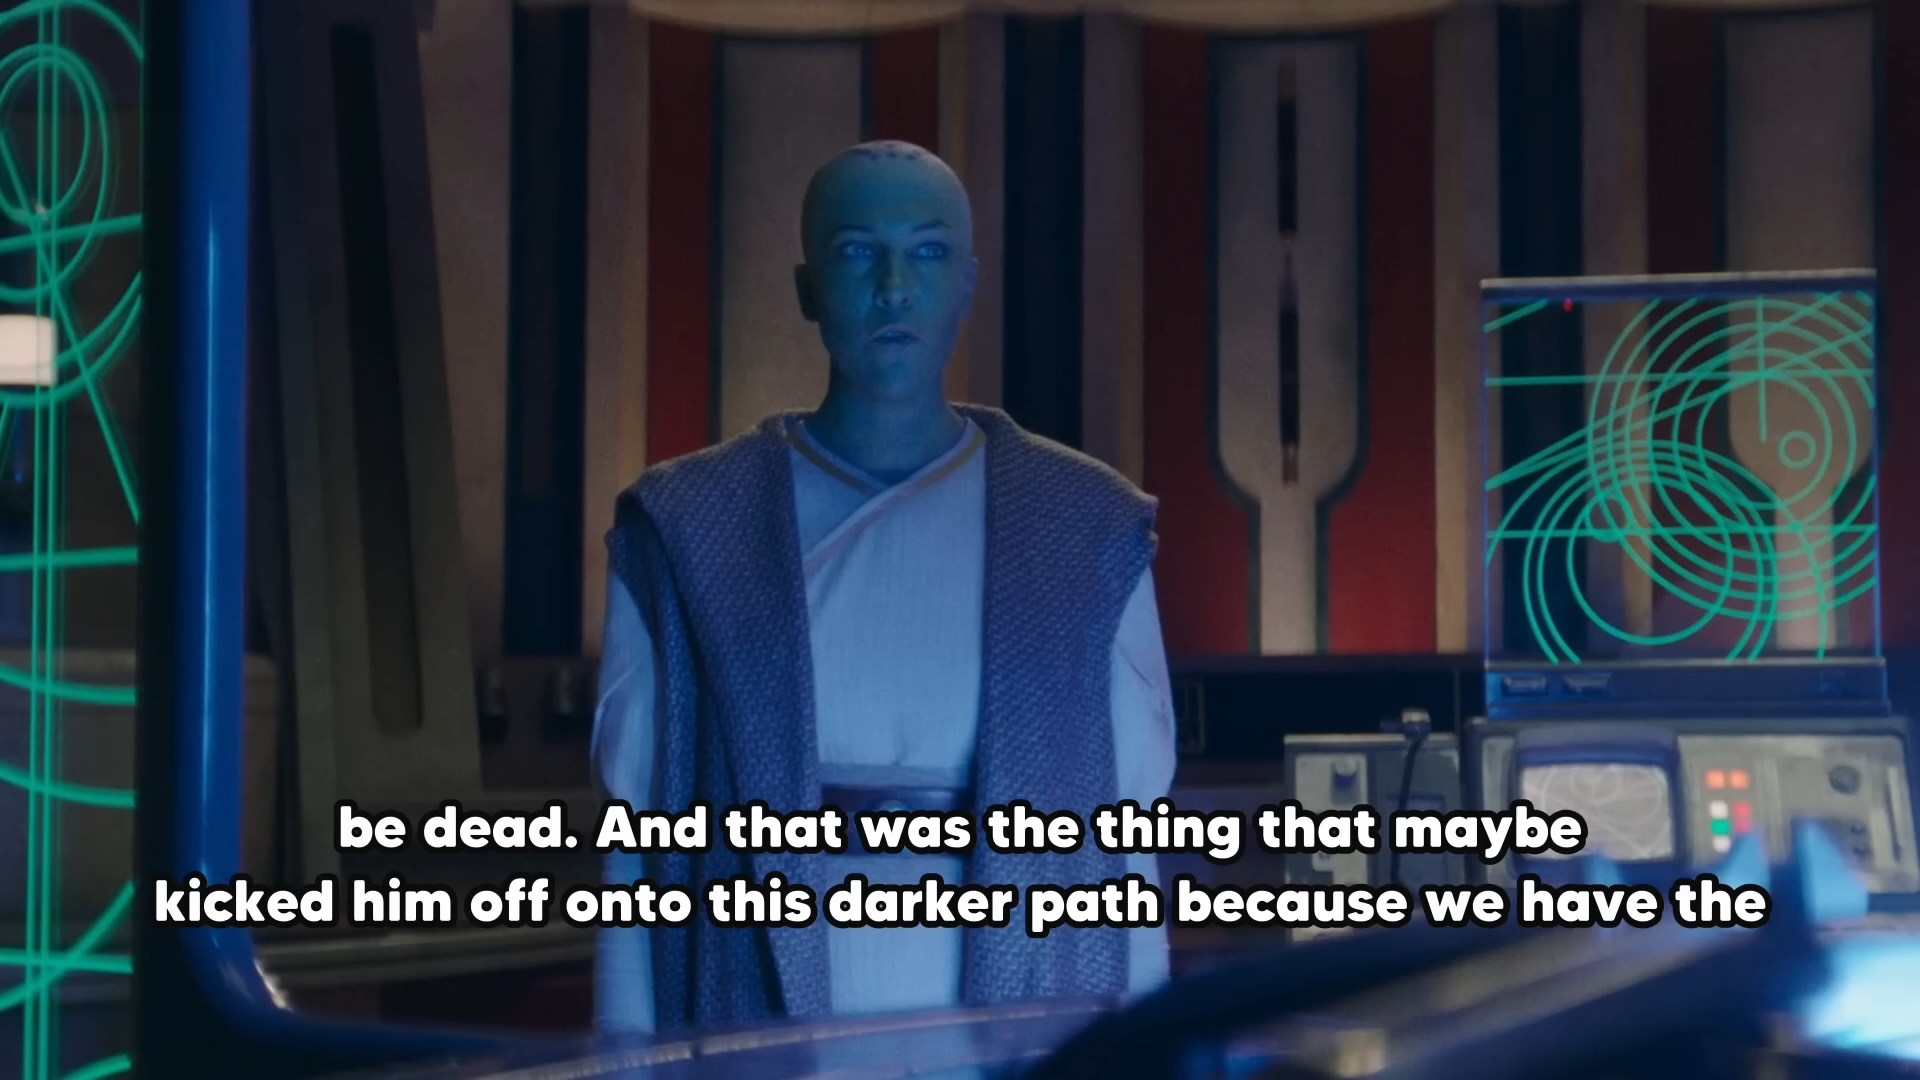 be dead. And that was the thing that maybe
kicked him off onto this darker path because we have the